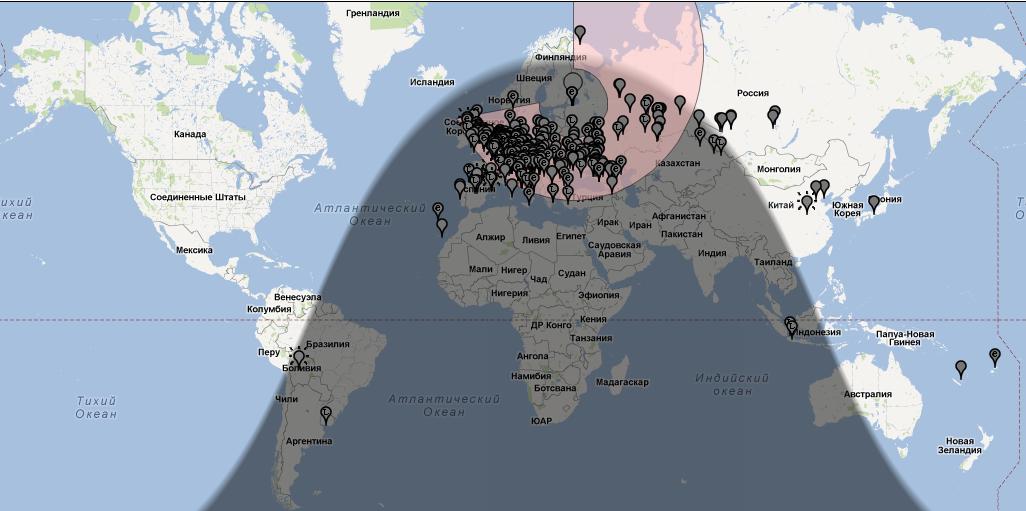 Гренландия
Исландия
Финляндия
Швеция
Норвегия
Россия
Канада
Казахстан
Монголия
Соединенные Штаты
Китай
Южная
Корея
ония
тихий
кеан
Атлантический
Океан
Турция
Ирак
Иран
Афганистан
Пакистан
Алжир
Ливия
Египет
Саудовская
Аравия
Индия
Мексика
Таиланд
Мали
Нигер
Чад
Судан
Нигерия
Эфиопия
Венесуэла
Колумбия
ДР Конго
Кения
Танзания
Индонезия
Папуа-Новая
Гвинея
Перу
Бразилия
Боливия
Ангола
Намибия
Ботсвана
Мадагаскар
Индийский
океан
Австралия
Чили
Тихий
Океан
Атлантический
Океан
ЮАР
Аргентина
Новая
Зеландия